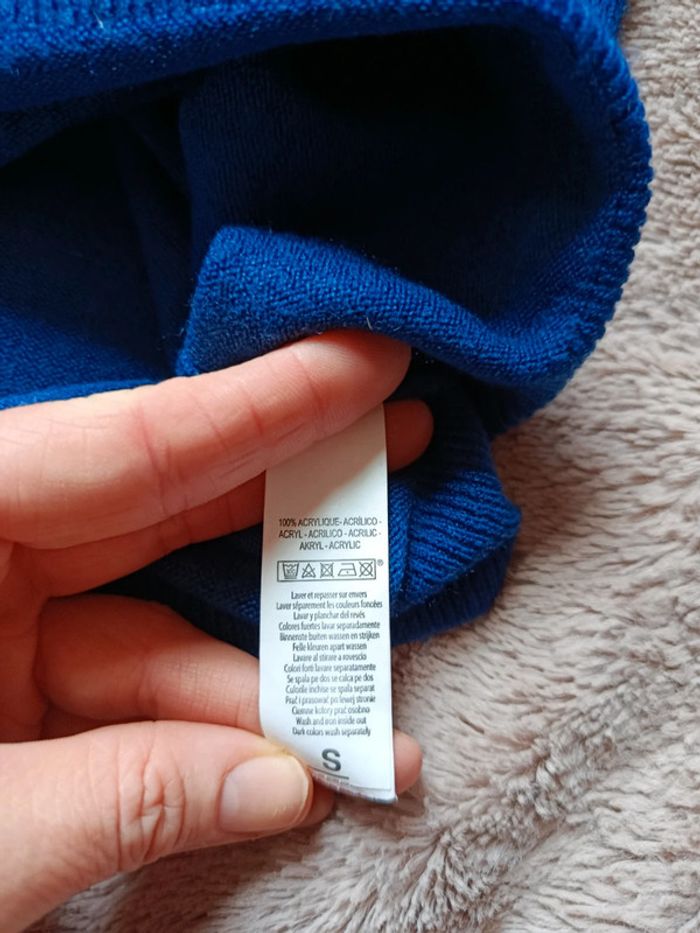 100% ACRYLIQUE- ACRÍLICO -
ACRYL - ACRILICO - ACRILIC -
AKRYL - ACRYLIC
®
Laver et repasser sur envers
Laver séparément les couleurs foncées
Lavar y planchar del revés
Colores fuertes lavar separadamente
Binnenste buiten wassen en strijken
Felle kleuren apart wassen
Lavare al stirare a rovescio
Colori forti lavare separatamente
Se spala pe dos se calca pe dos
Culorile inchise se spala separat
Prać i prasować po lewej stronie
Ciemne kolory prać osobno
Wash and iron inside out
Dark colors wash separately
S